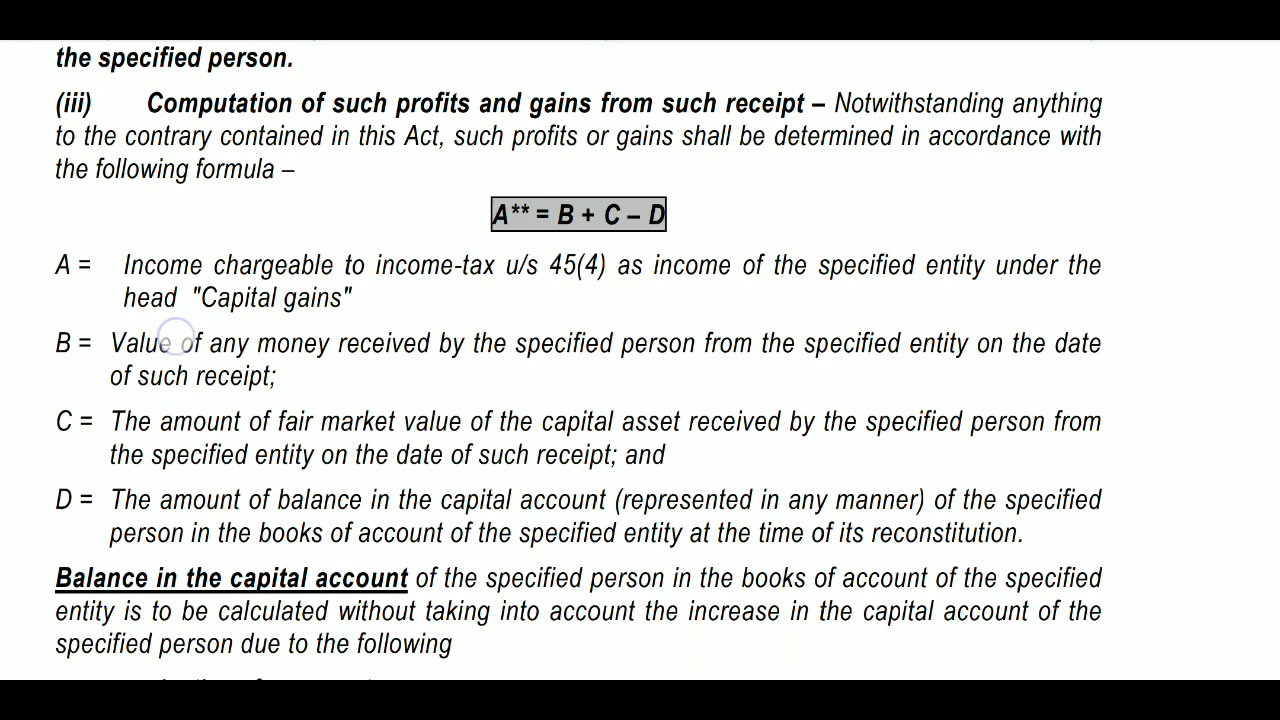 the specified person.
(iii) Computation of such profits and gains from such receipt – Notwithstanding anything
to the contrary contained in this Act, such profits or gains shall be determined in accordance with
the following formula –
A** = B + C – D
A = Income chargeable to income-tax u/s 45(4) as income of the specified entity under the
head "Capital gains"
B = Value of any money received by the specified person from the specified entity on the date
of such receipt;
C = The amount of fair market value of the capital asset received by the specified person from
the specified entity on the date of such receipt; and
D = The amount of balance in the capital account (represented in any manner) of the specified
person in the books of account of the specified entity at the time of its reconstitution.
Balance in the capital account of the specified person in the books of account of the specified
entity is to be calculated without taking into account the increase in the capital account of the
specified person due to the following